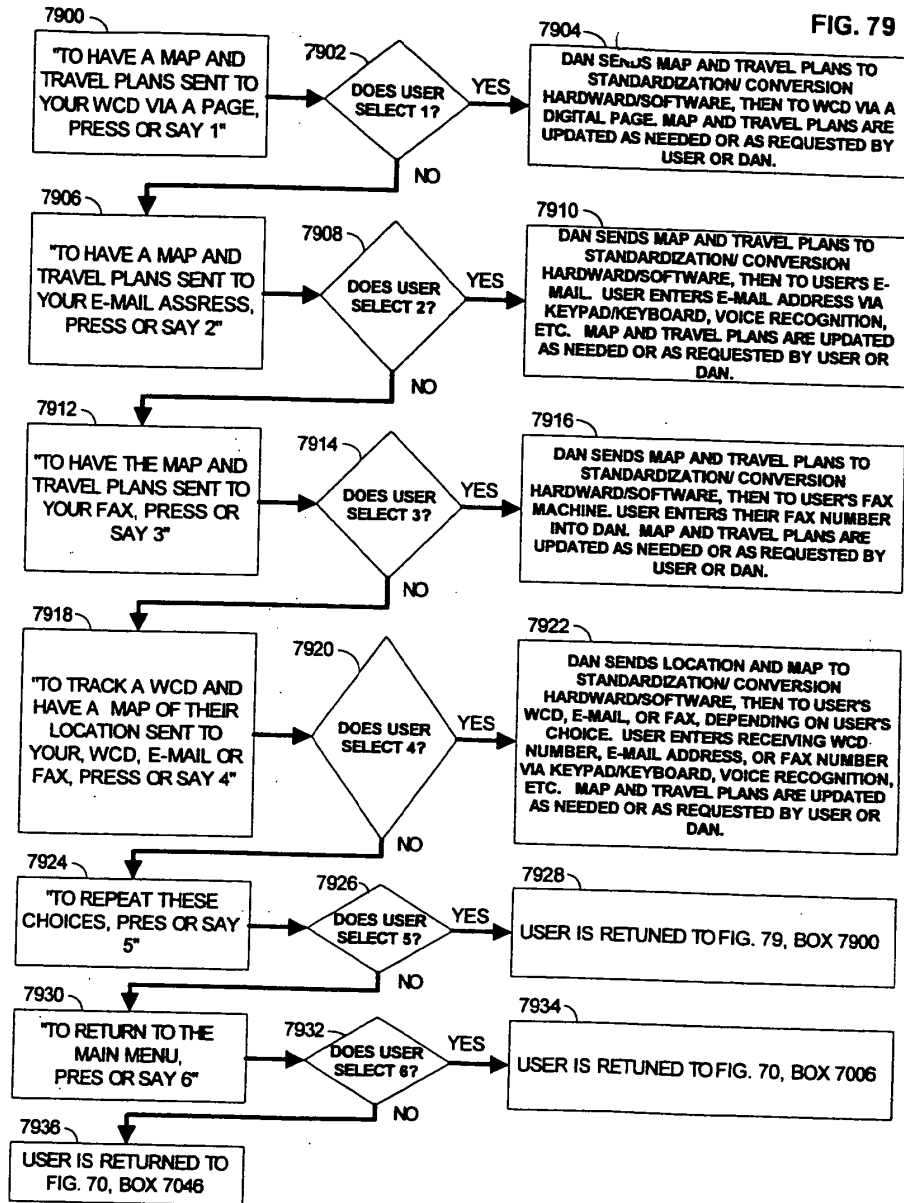 FIG. 79
7900
"TO HAVE A MAP AND
TRAVEL PLANS SENT TO
YOUR WCD VIA A PAGE,
PRESS OR SAY 1"
7902
DOES USER
SELECT 1?
YES
NO
7904
DAN SENDS MAP AND TRAVEL PLANS TO
STANDARDIZATION/ CONVERSION
HARDWARE/SOFTWARE, THEN TO WCD VIA A
DIGITAL PAGE. MAP AND TRAVEL PLANS ARE
UPDATED AS NEEDED OR AS REQUESTED BY
USER OR DAN.
7906
"TO HAVE A MAP AND
TRAVEL PLANS SENT TO
YOUR E-MAIL ASSRESS,
PRESS OR SAY 2"
7908
DOES USER
SELECT 2?
YES
NO
7910
DAN SENDS MAP AND TRAVEL PLANS TO
STANDARDIZATION/ CONVERSION
HARDWARE/SOFTWARE, THEN TO USER'S E-
MAIL. USER ENTERS E-MAIL ADDRESS VIA
KEYPAD/KEYBOARD, VOICE RECOGNITION,
ETC. MAP AND TRAVEL PLANS ARE UPDATED
AS NEEDED OR AS REQUESTED BY USER OR
DAN.
7912
"TO HAVE THE MAP AND
TRAVEL PLANS SENT TO
YOUR FAX, PRESS OR
SAY 3"
7914
DOES USER
SELECT 3?
YES
NO
7916
DAN SENDS MAP AND TRAVEL PLANS TO
STANDARDIZATION/ CONVERSION
HARDWARE/SOFTWARE, THEN TO USER'S FAX
MACHINE. USER ENTERS THEIR FAX NUMBER
INTO DAN. MAP AND TRAVEL PLANS ARE
UPDATED AS NEEDED OR AS REQUESTED BY
USER OR DAN.
7918
"TO TRACK A WCD AND
HAVE A MAP OF THEIR
LOCATION SENT TO
YOUR, WCD, E-MAIL OR
FAX, PRESS OR SAY 4"
7920
DOES USER
SELECT 4?
YES
NO
7922
DAN SENDS LOCATION AND MAP TO
STANDARDIZATION/ CONVERSION
HARDWARE/SOFTWARE, THEN TO USER'S
WCD, E-MAIL, OR FAX, DEPENDING ON USER'S
CHOICE. USER ENTERS RECEIVING WCD
NUMBER, E-MAIL ADDRESS, OR FAX NUMBER
VIA KEYPAD/KEYBOARD, VOICE RECOGNITION,
ETC. MAP AND TRAVEL PLANS ARE UPDATED
AS NEEDED OR AS REQUESTED BY USER OR
DAN.
7924
"TO REPEAT THESE
CHOICES, PRES OR SAY
5"
7926
DOES USER
SELECT 5?
YES
NO
7928
USER IS RETUNED TO FIG. 79, BOX 7900
7930
"TO RETURN TO THE
MAIN MENU,
PRES OR SAY 6"
7932
DOES USER
SELECT 6?
YES
NO
7934
USER IS RETUNED TO FIG. 70, BOX 7006
7936
USER IS RETURNED TO
FIG. 70, BOX 7046